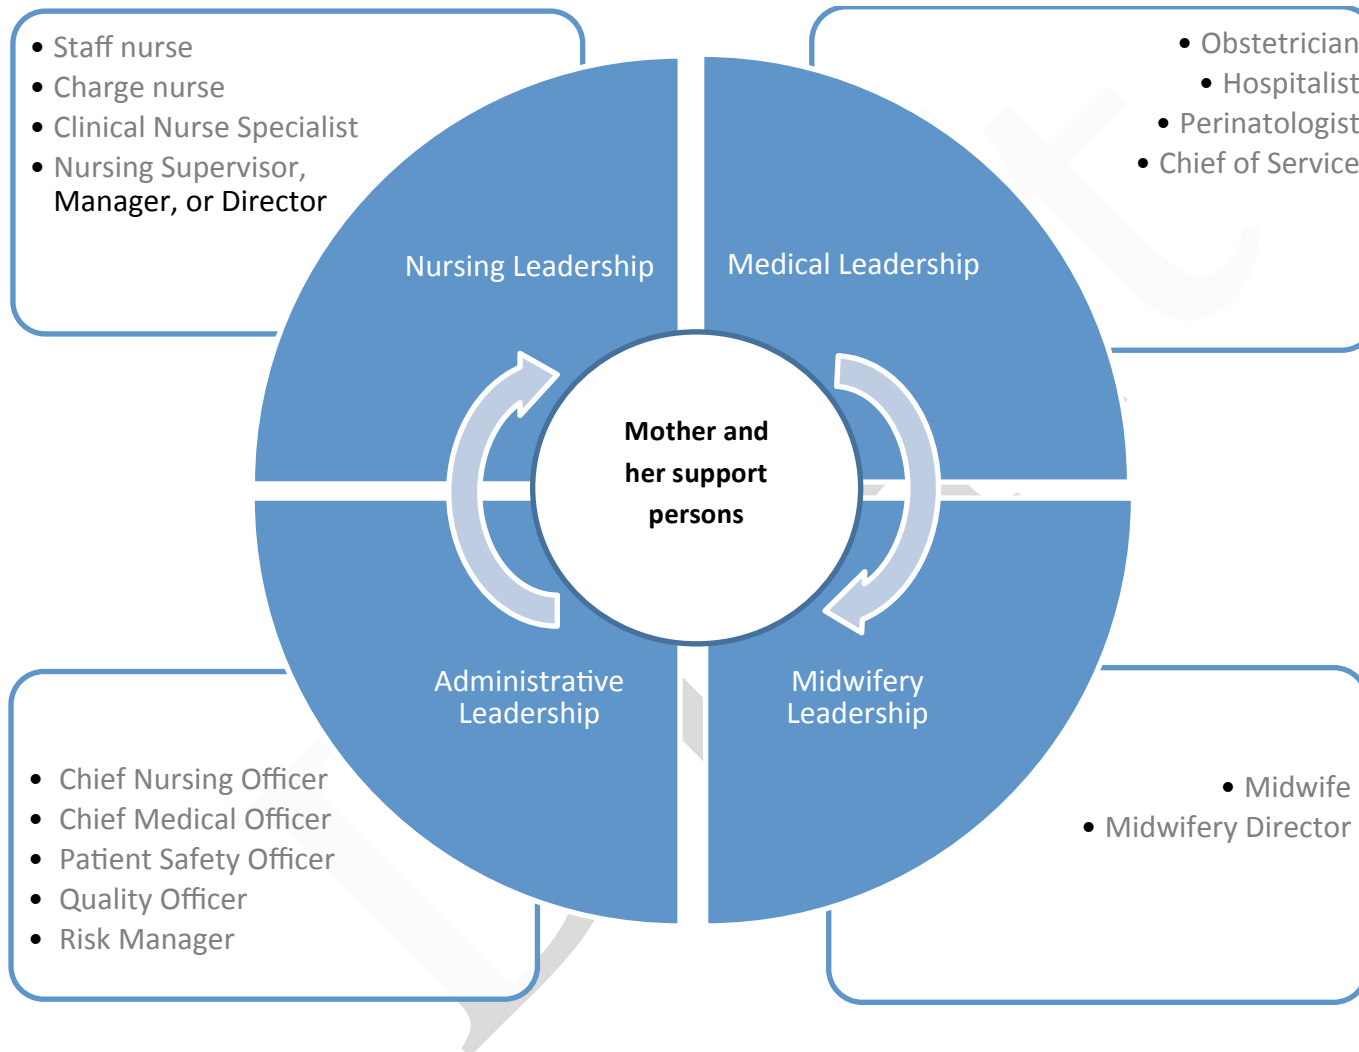 • Staff nurse
• Charge nurse
• Clinical Nurse Specialist
• Nursing Supervisor,
Manager, or Director
• Obstetrician
• Hospitalist
• Perinatologist
• Chief of Service
Nursing Leadership
Medical Leadership
Mother and
her support
persons
Administrative
Leadership
Midwifery
Leadership
• Chief Nursing Officer
• Chief Medical Officer
• Patient Safety Officer
• Quality Officer
• Risk Manager
• Midwife
• Midwifery Director